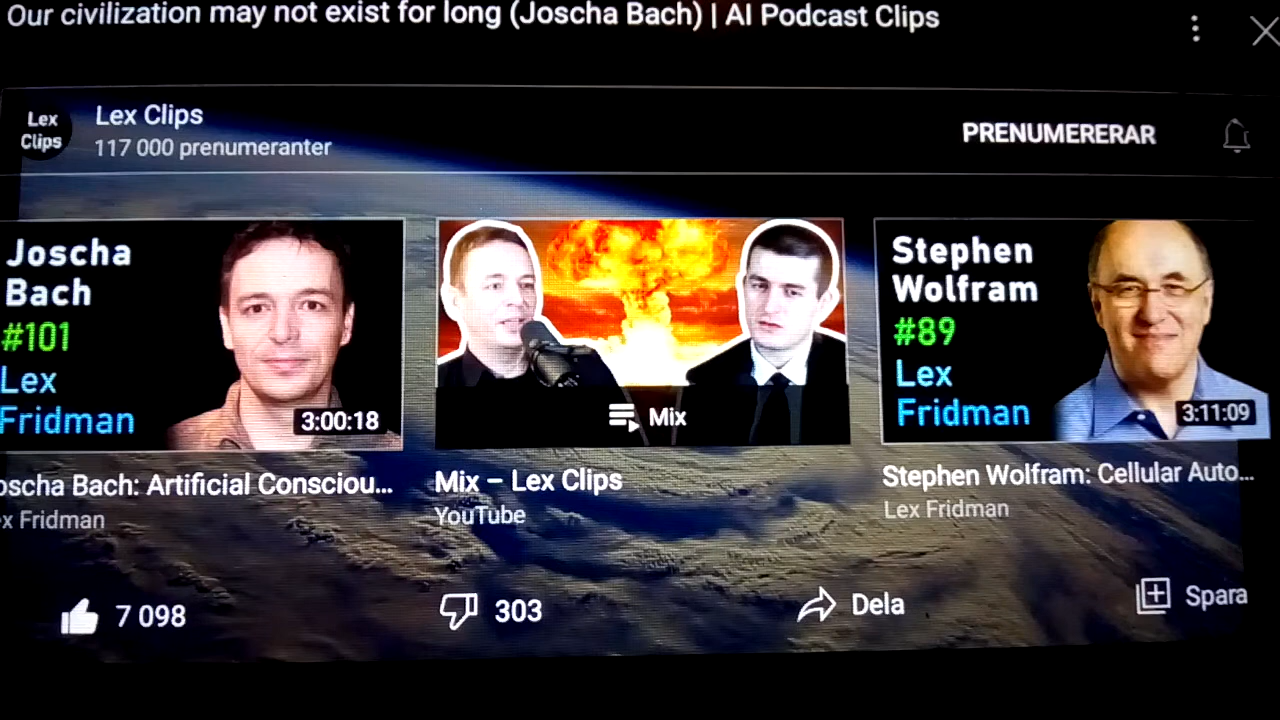 Our civilization may not exist for long (Joscha Bach) | AI Podcast Clips
Lex
Clips
Lex Clips
117 000 prenumeranter
PRENUMERERAR
Joscha
Bach
#101
Lex
Fridman
3:00:18
Mix
Stephen
Wolfram
#89
Lex
Fridman
3:11:09
oscha Bach: Artificial Consciou...
ex Fridman
Mix – Lex Clips
YouTube
Stephen Wolfram: Cellular Auto...
Lex Fridman
7 098
303
Dela
Spara